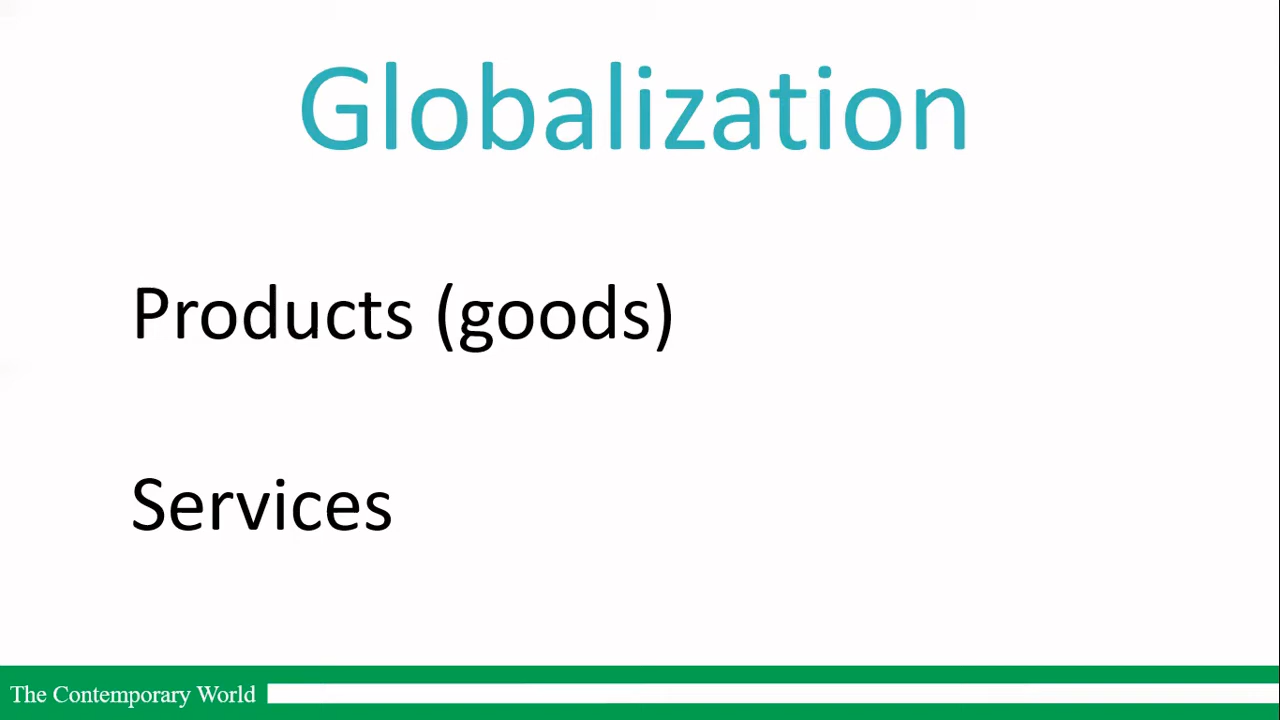 Globalization
Products (goods)
Services
The Contemporary World